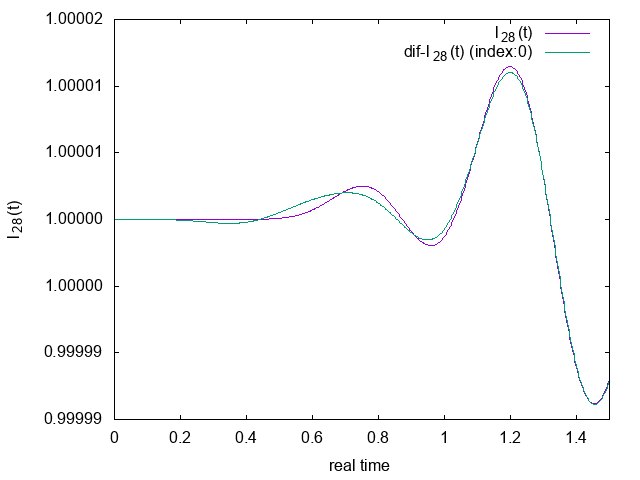 1.00002
1.00001
1.00001
1.00000
1.00000
0.99999
0.99999
I28(t)
I28(t)
dif-I28(t) (index:0)
0 0.2 0.4 0.6 0.8 1 1.2 1.4
real time